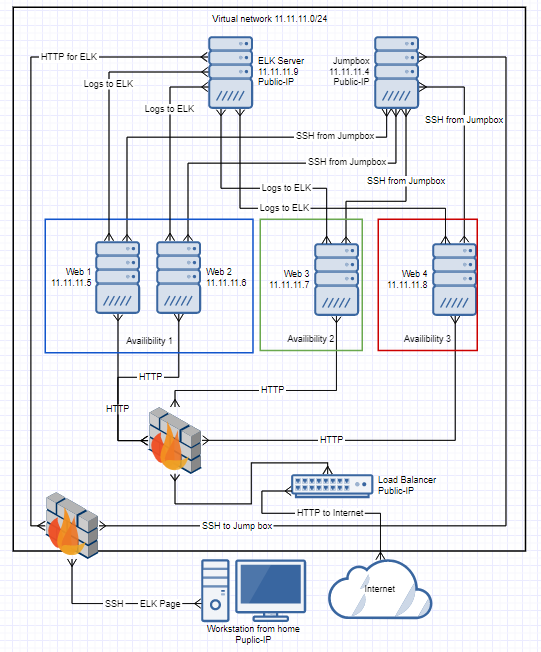 Virtual network 11.11.11.0/24
HTTP for ELK
ELK Server
11.11.11.9
Public-IP
Jumpbox
11.11.11.4
Public-IP
Logs to ELK
Logs to ELK
SSH from Jumpbox
SSH from Jumpbox
SSH from Jumpbox
SSH from Jumpbox
Logs to ELK
Logs to ELK
Web 1
11.11.11.5
Web 2
11.11.11.6
Web 3
11.11.11.7
Web 4
11.11.11.8
Availibility 1
Availibility 2
Availibility 3
HTTP
HTTP
HTTP
HTTP
Load Balancer
Public-IP
HTTP to Internet
SSH to Jump box
Internet
SSH
ELK Page
Workstation from home
Puplic-IP